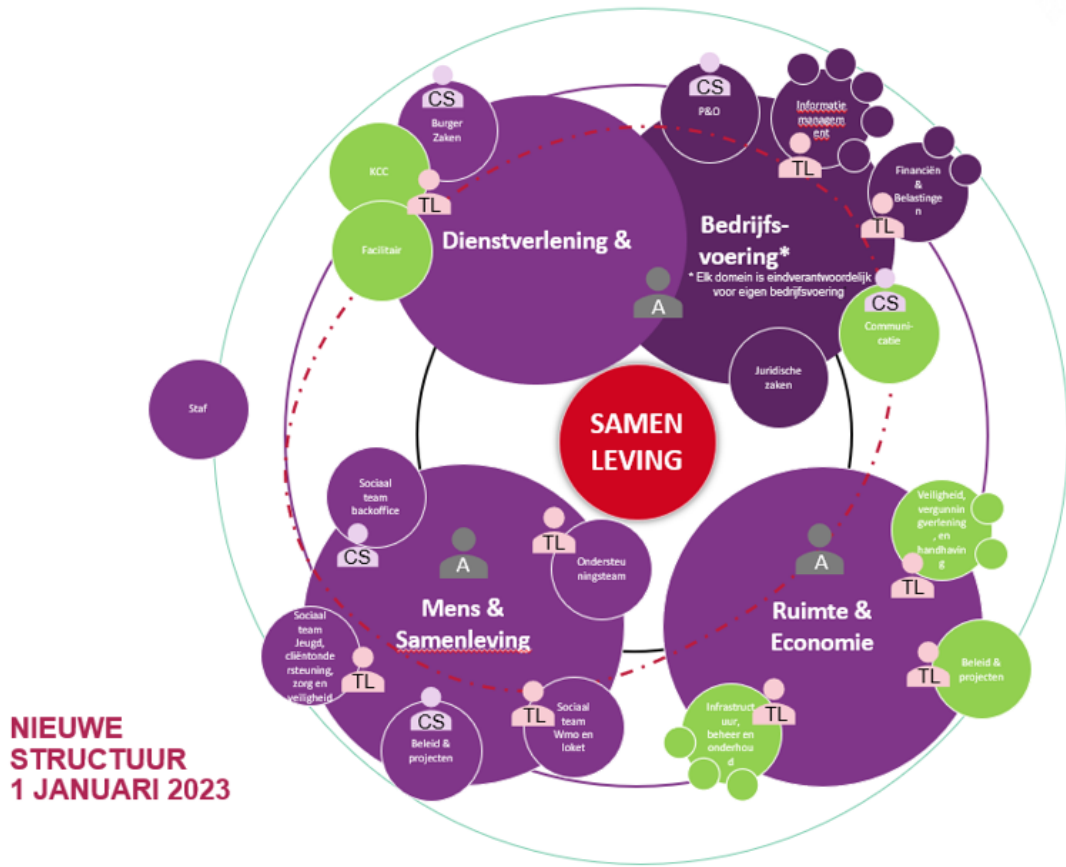 CS
Burger
Zaken
KCC
TL
Facilitair
Dienstverlening &
CS
P&O
Informatie
managem
ent
TL
Financiën
&
Belastinge
n
TL
Bedrijfs-
voering*
* Elk domein is eindverantwoordelijk
voor eigen bedrijfsvoering
A
CS
Communi-
catie
Juridische
zaken
Staf
SAMEN
LEVING
Sociaal
team
backoffice
CS
A
TL
Ondersteu
ningsteam
Mens &
Samenleving
Sociaal
team
Jeugd,
cliëntonde
rsteuning,
zorg en
veiligheid
TL
CS
Beleid &
projecten
TL
Sociaal
team
Wmo en
loket
Veiligheid,
vergunnin
gverlening
, en
handhavin
g
TL
A
Ruimte &
Economie
TL
Beleid &
projecten
TL
Infrastruct
uur,
beheer en
onderhou
d
NIEUWE
STRUCTUUR
1 JANUARI 2023